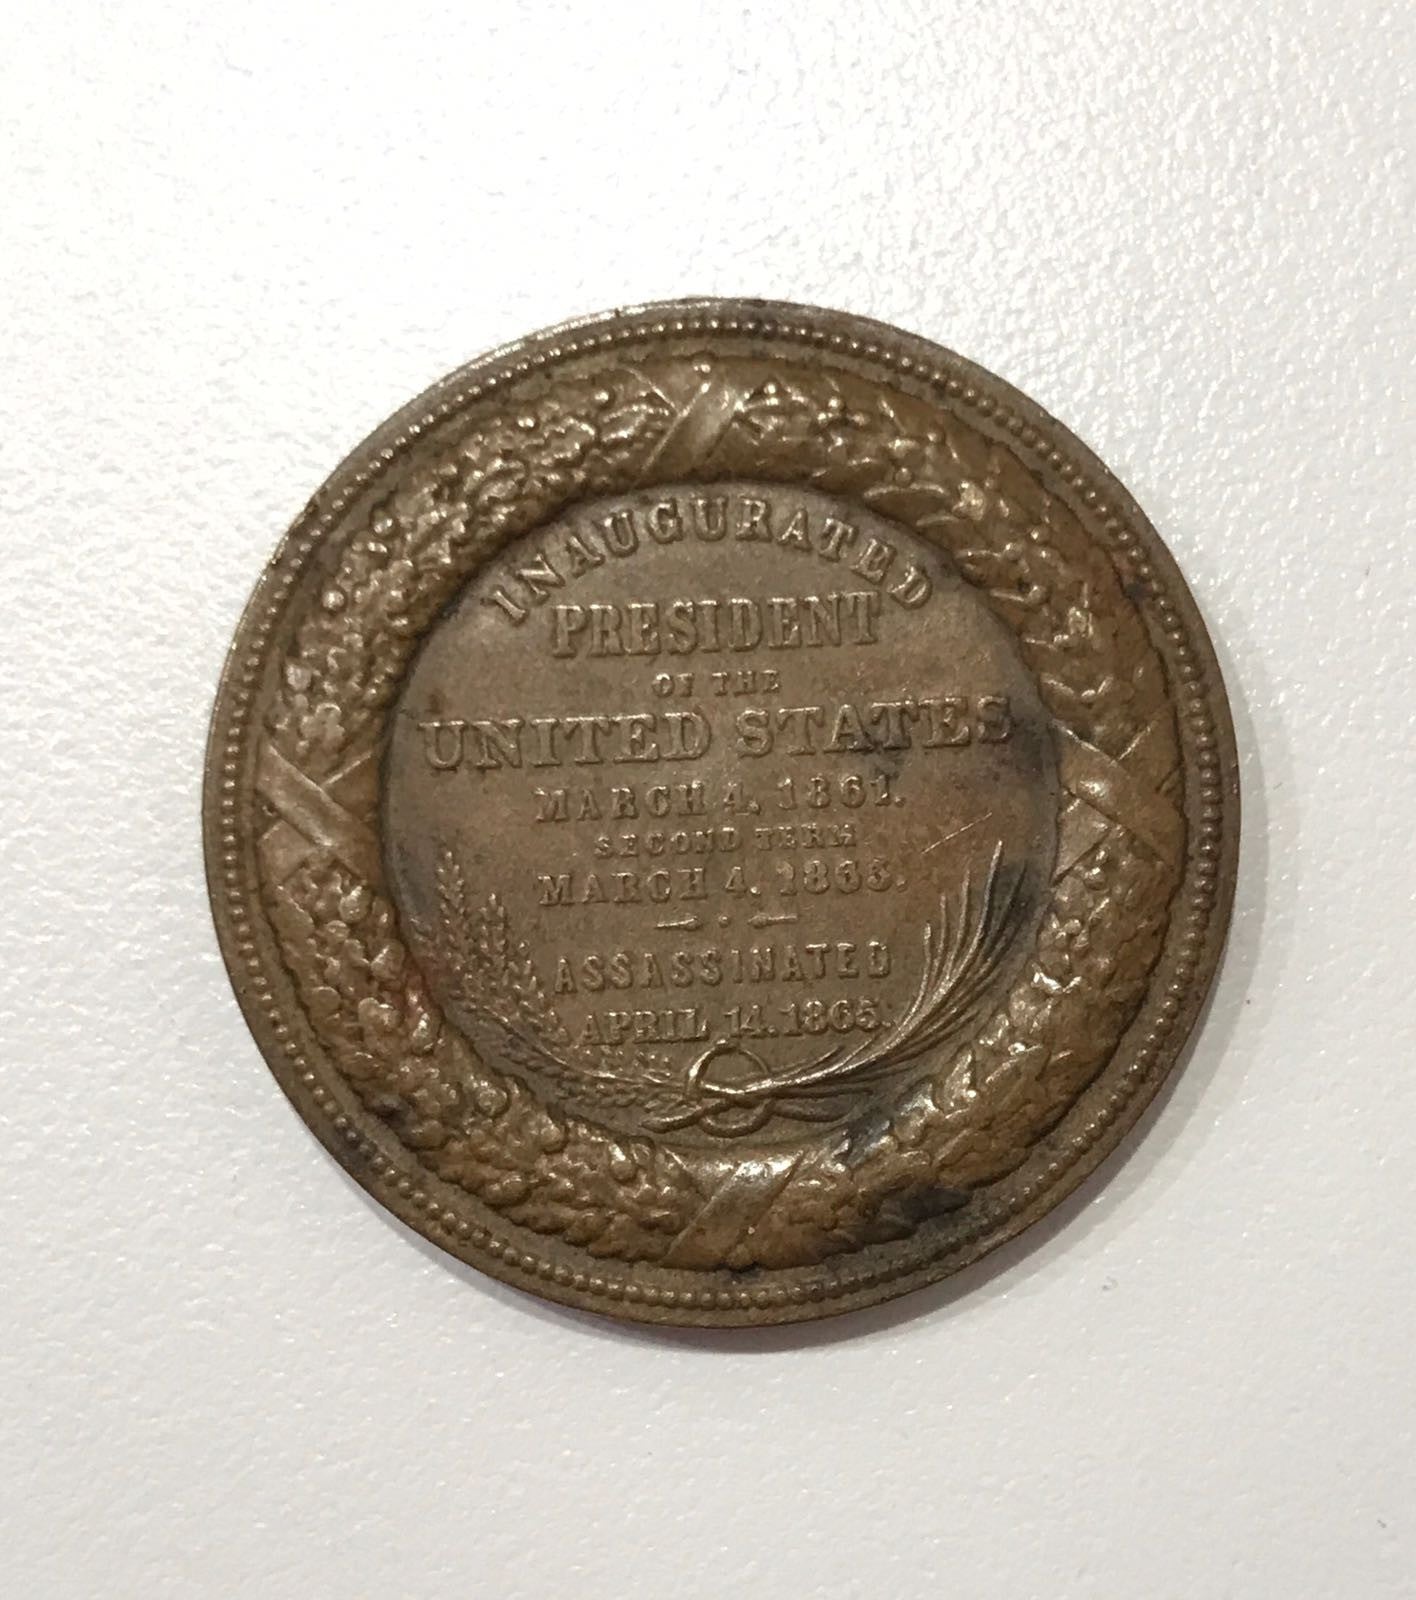 INAUGURATED
PRESIDENT
OF THE
UNITED STATES
MARCH 4, 1861.
SECOND TERM
MARCH 4, 1865.
ASSASSINATED
APRIL 14. 1865.